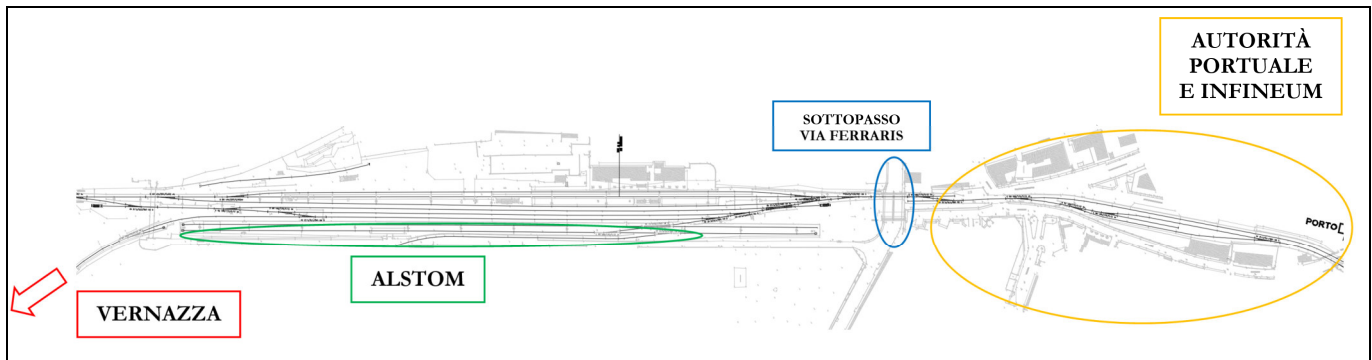 AUTORITÀ
PORTUALE
E INFINEUM
SOTTOPASSO
VIA FERRARIS
PORTO
ALSTOM
VERNAZZA